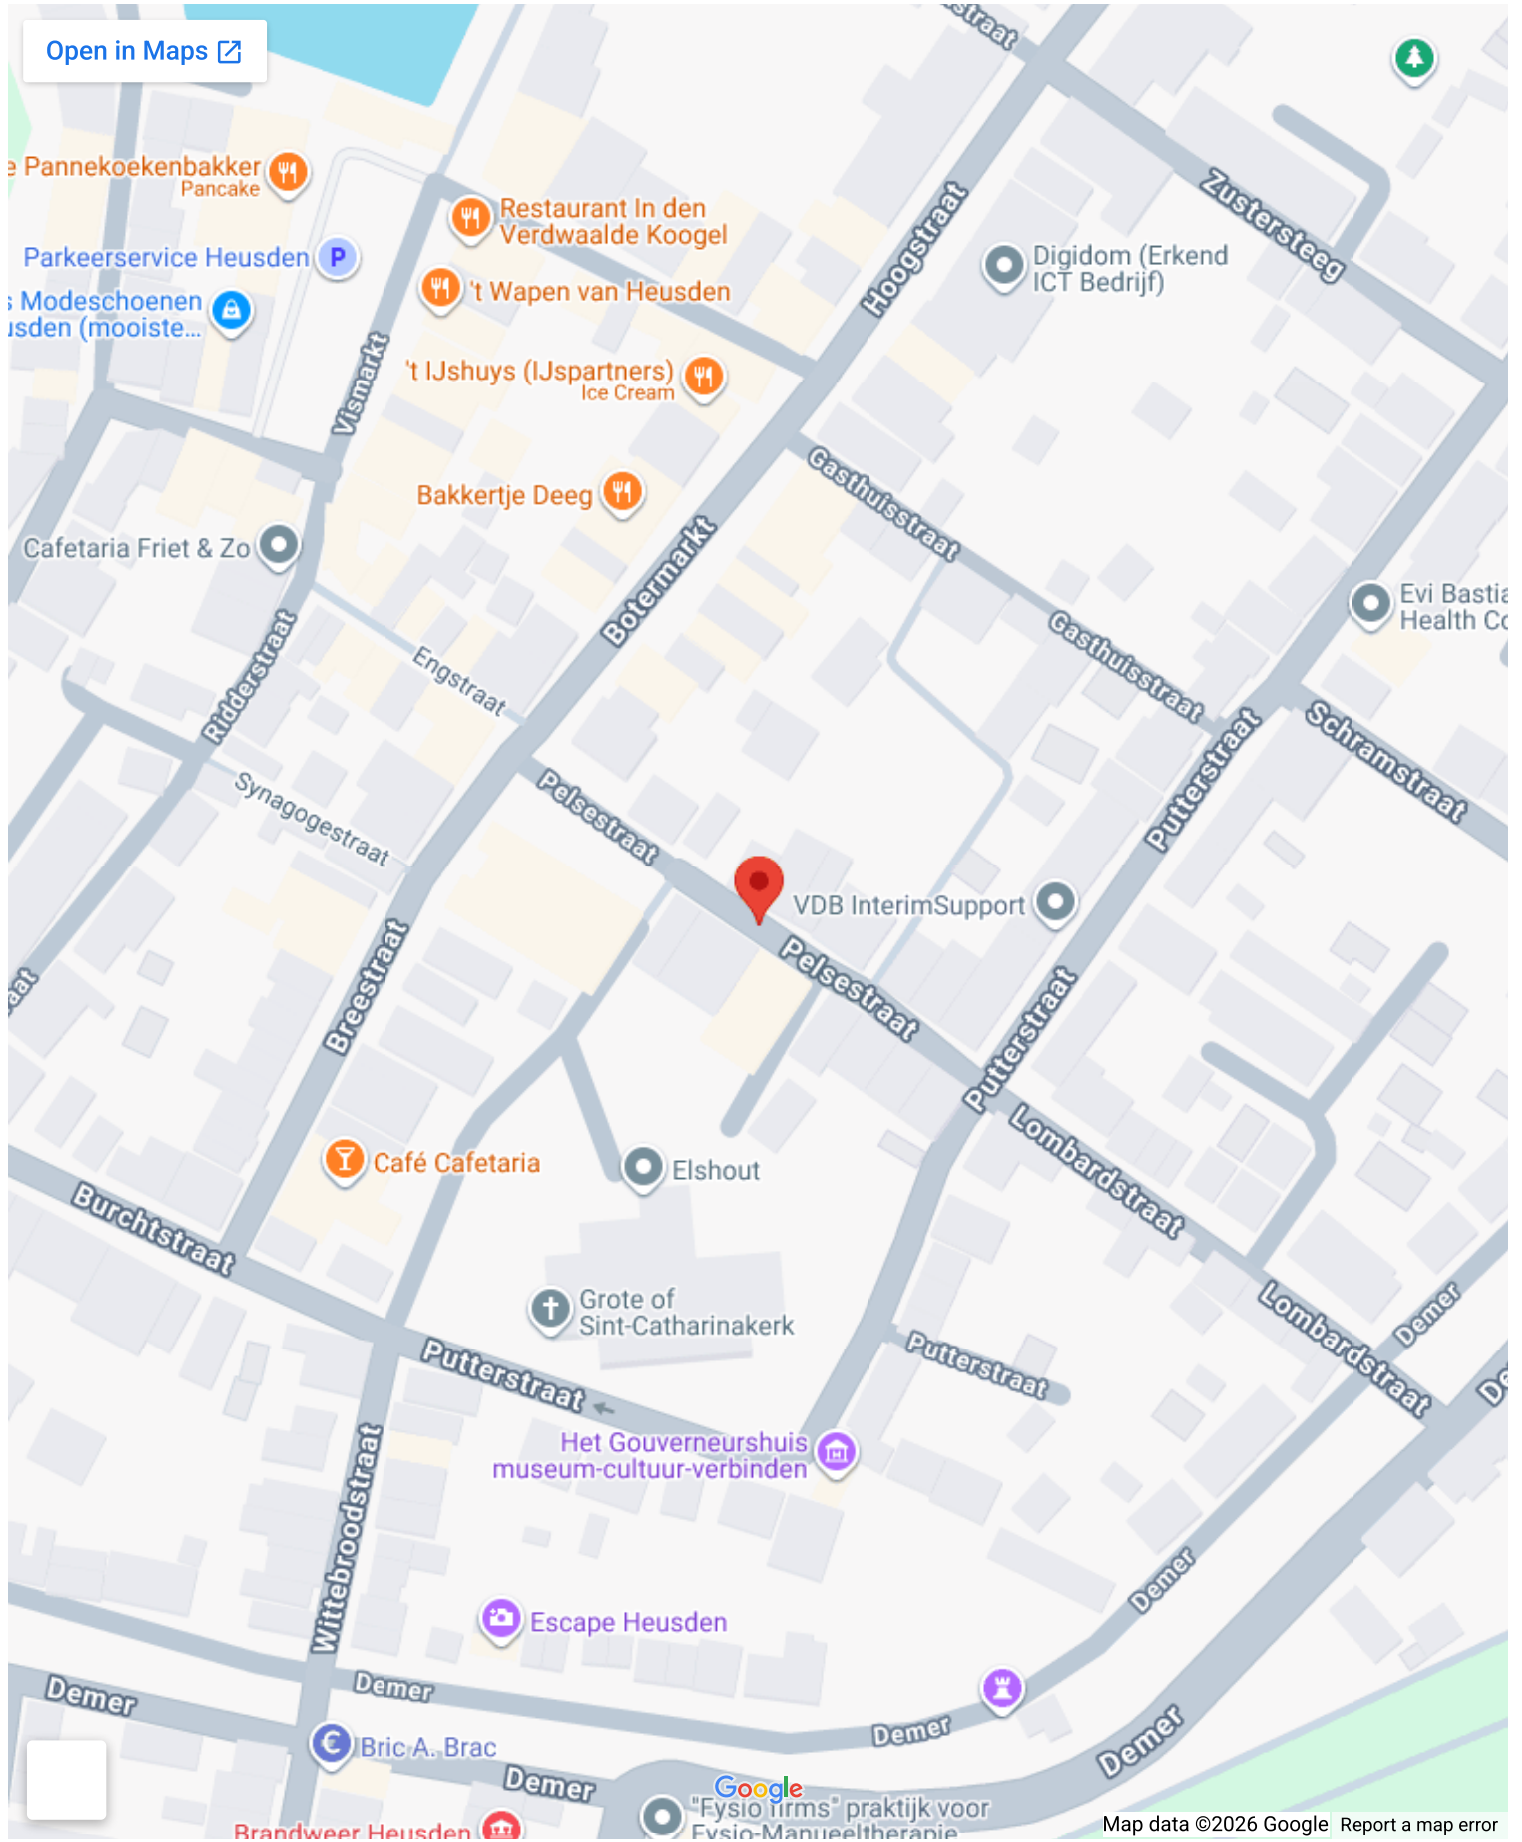 Open in Maps
straat
e Pannekoekenbakker
Pancake
Restaurant In den
Verdwaalde Koogel
Parkeerservice Heusden
P
't Wapen van Heusden
s Modeschoenen
usden (mooiste...
Hoogstraat
Zustersteeg
Digidom (Erkend
ICT Bedrijf)
Vismarkt
't IJshuys (IJspartners)
Ice Cream
Bakkertje Deeg
Gasthuisstraat
Cafetaria Friet & Zo
Botermarkt
Evi Bastia
Health Co
Gasthuisstraat
Ridderstraat
Engstraat
Schramstraat
Putterstraat
Synagogestraat
Pelsestraat
VDB InterimSupport
Pelsestraat
aat
Breestraat
Putterstraat
Lombardstraat
Café Cafetaria
Elshout
Burchtstraat
Grote of
Sint-Catharinakerk
Lombardstraat
Demer
Putterstraat
Putterstraat
De
Het Gouverneurshuis
museum-cultuur-verbinden
Wittebroodstraat
Demer
Escape Heusden
Demer
Demer
Demer
Demer
Bric A. Brac
Demer
Google
"Fysio firms" praktijk voor
Fysio-Manueeltherapie
Brandweer Heusden
Map data ©2026 Google
Report a map error